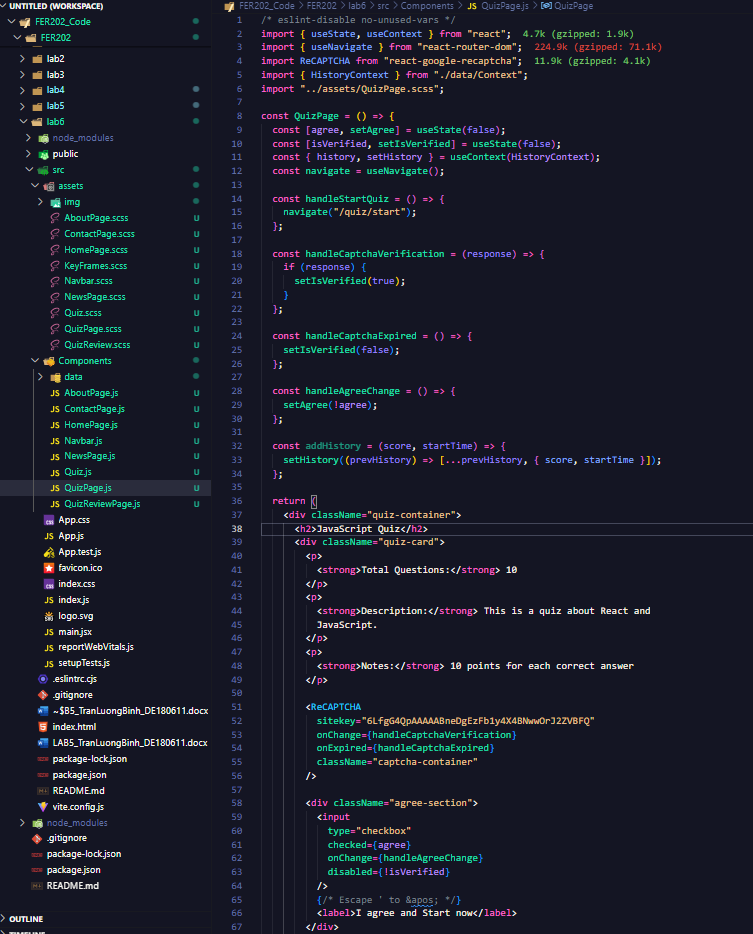 UNTITLED (WORKSPACE)
FER202_Code
FER202
lab2
lab3
lab4
lab5
lab6
node_modules
public
src
assets
img
AboutPage.scss U
ContactPage.scss U
HomePage.scss U
KeyFrames.scss U
Navbar.scss U
NewsPage.scss U
Quiz.scss U
QuizPage.scss U
QuizReview.scss U
Components
data
JS AboutPage.js U
JS ContactPage.js U
JS HomePage.js U
JS Navbar.js U
JS NewsPage.js U
JS Quiz.js U
JS QuizPage.js U
JS QuizReviewPage.js U
App.css
JS App.js
App.test.js
favicon.ico
index.css
JS index.js
logo.svg
JS main.jsx
JS reportWebVitals.js
JS setupTests.js
.eslintrc.cjs
.gitignore
~$B5_TranLuongBinh_DE180611.docx
index.html
LAB5_TranLuongBinh_DE180611.docx
package-lock.json
package.json
README.md
vite.config.js
node_modules
.gitignore
package-lock.json
package.json
README.md
OUTLINE
FER202_Code > FER202 > lab6 > src > Components > JS QuizPage.js > QuizPage
1 /* eslint-disable no-unused-vars */
2 import { useState, useContext } from "react"; 4.7k (gzipped: 1.9k)
3 import { useNavigate } from "react-router-dom"; 224.9k (gzipped: 71.1k)
4 import ReCAPTCHA from "react-google-recaptcha"; 11.9k (gzipped: 4.1k)
5 import { HistoryContext } from "./data/Context";
6 import "../assets/QuizPage.scss";
7
8 const QuizPage = () => {
9 const [agree, setAgree] = useState(false);
10 const [isVerified, setIsVerified] = useState(false);
11 const { history, setHistory } = useContext(HistoryContext);
12 const navigate = useNavigate();
13
14 const handleStartQuiz = () => {
15 navigate("/quiz/start");
16 };
17
18 const handleCaptchaVerification = (response) => {
19 if (response) {
20 setIsVerified(true);
21 }
22 };
23
24 const handleCaptchaExpired = () => {
25 setIsVerified(false);
26 };
27
28 const handleAgreeChange = () => {
29 setAgree(!agree);
30 };
31
32 const addHistory = (score, startTime) => {
33 setHistory((prevHistory) => [...prevHistory, { score, startTime }]);
34 };
35
36 return (
37 <div className="quiz-container">
38 <h2>JavaScript Quiz</h2>
39 <div className="quiz-card">
40 <p>
41 <strong>Total Questions:</strong> 10
42 </p>
43 <p>
44 <strong>Description:</strong> This is a quiz about React and
45 JavaScript.
46 </p>
47 <p>
48 <strong>Notes:</strong> 10 points for each correct answer
49 </p>
50
51 <ReCAPTCHA
52 sitekey="6LfgG4QpAAAAABneDgEzFb1y4X4BNwwOrJ2ZVBFQ"
53 onChange={handleCaptchaVerification}
54 onExpired={handleCaptchaExpired}
55 className="captcha-container"
56 />
57
58 <div className="agree-section">
59 <input
60 type="checkbox"
61 checked={agree}
62 onChange={handleAgreeChange}
63 disabled={!isVerified}
64 />
65 {/* Escape ' to &apos; */}
66 <label>I agree and Start now</label>
67 </div>